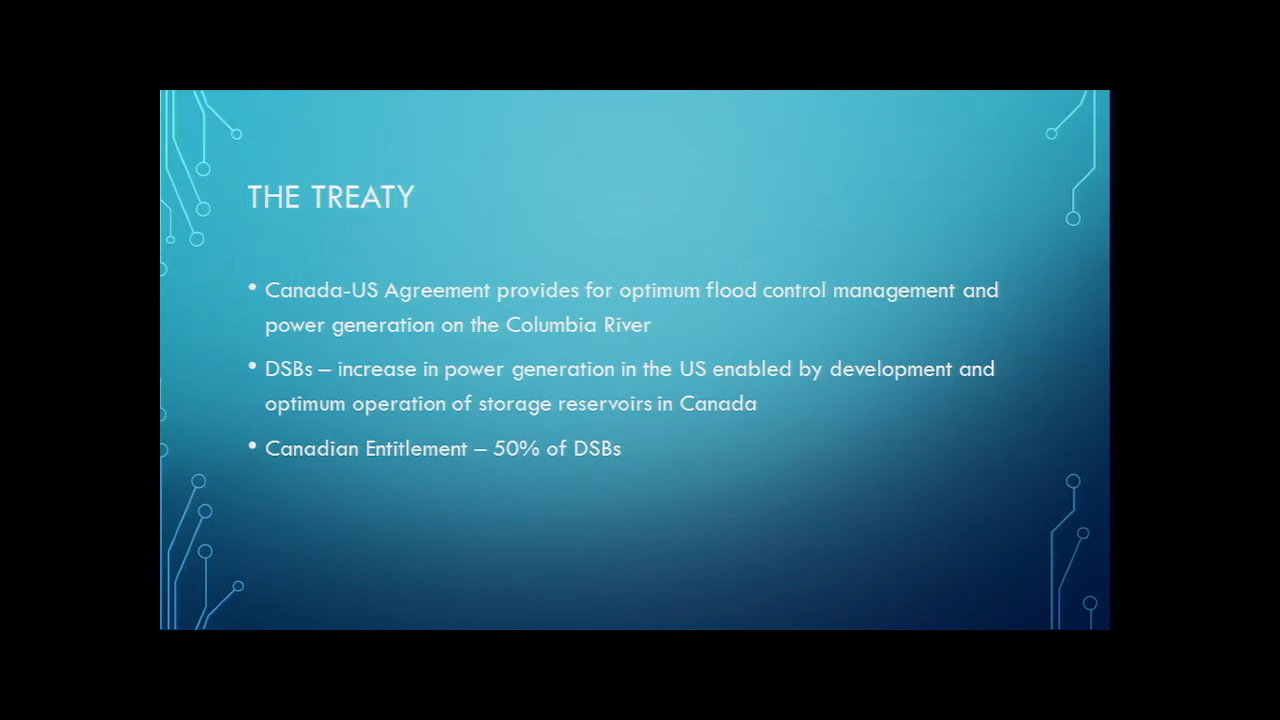 THE TREATY
• Canada-US Agreement provides for optimum flood control management and
power generation on the Columbia River
• DSBs – increase in power generation in the US enabled by development and
optimum operation of storage reservoirs in Canada
• Canadian Entitlement – 50% of DSBs